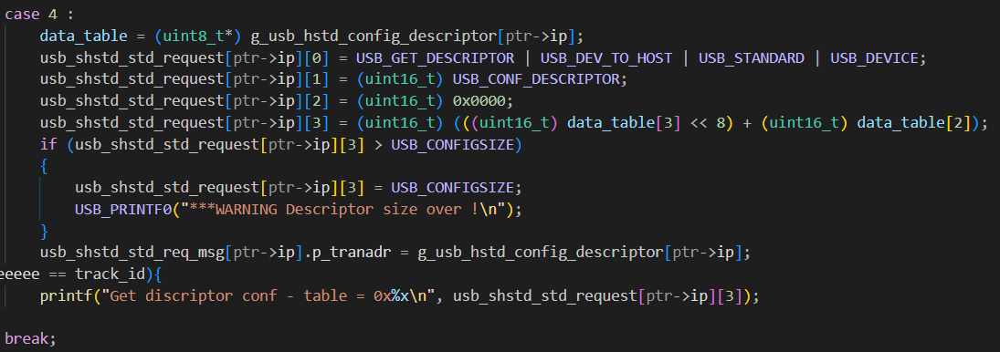 case 4 :
data_table = (uint8_t*) g_usb_hstd_config_descriptor[ptr->ip];
usb_shstd_std_request[ptr->ip][0] = USB_GET_DESCRIPTOR | USB_DEV_TO_HOST | USB_STANDARD | USB_DEVICE;
usb_shstd_std_request[ptr->ip][1] = (uint16_t) USB_CONF_DESCRIPTOR;
usb_shstd_std_request[ptr->ip][2] = (uint16_t) 0x0000;
usb_shstd_std_request[ptr->ip][3] = (uint16_t) (((uint16_t) data_table[3] << 8) + (uint16_t) data_table[2]);
if (usb_shstd_std_request[ptr->ip][3] > USB_CONFIGSIZE)
{
usb_shstd_std_request[ptr->ip][3] = USB_CONFIGSIZE;
USB_PRINTF0("***WARNING Descriptor size over !\n");
}
usb_shstd_std_req_msg[ptr->ip].p_tranadr = g_usb_hstd_config_descriptor[ptr->ip];
eeeee == track_id){
printf("Get discriptor conf - table = 0x%x\n", usb_shstd_std_request[ptr->ip][3]);
break;